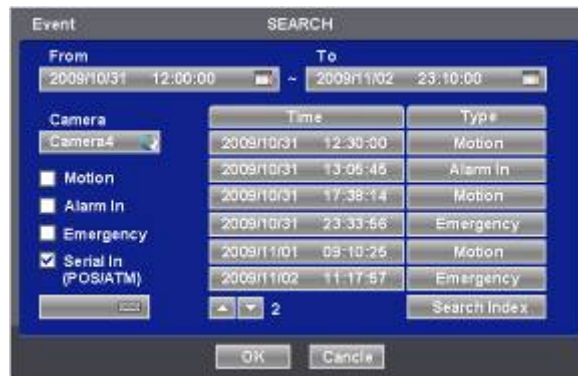 Event SEARCH
From To
2009/10/31 12:00:00 ~ 2009/11/02 23:10:00
Camera
Camera4
Motion
Alarm In
Emergency
Serial In
(POS/ATM)
Time Type
2009/10/31 12:30:00 Motion
2009/10/31 13:05:45 Alarm In
2009/10/31 17:38:14 Motion
2009/10/31 23:33:56 Emergency
2009/11/01 09:10:25 Motion
2009/11/02 11:17:57 Emergency
2 Search Index
OK Cancle